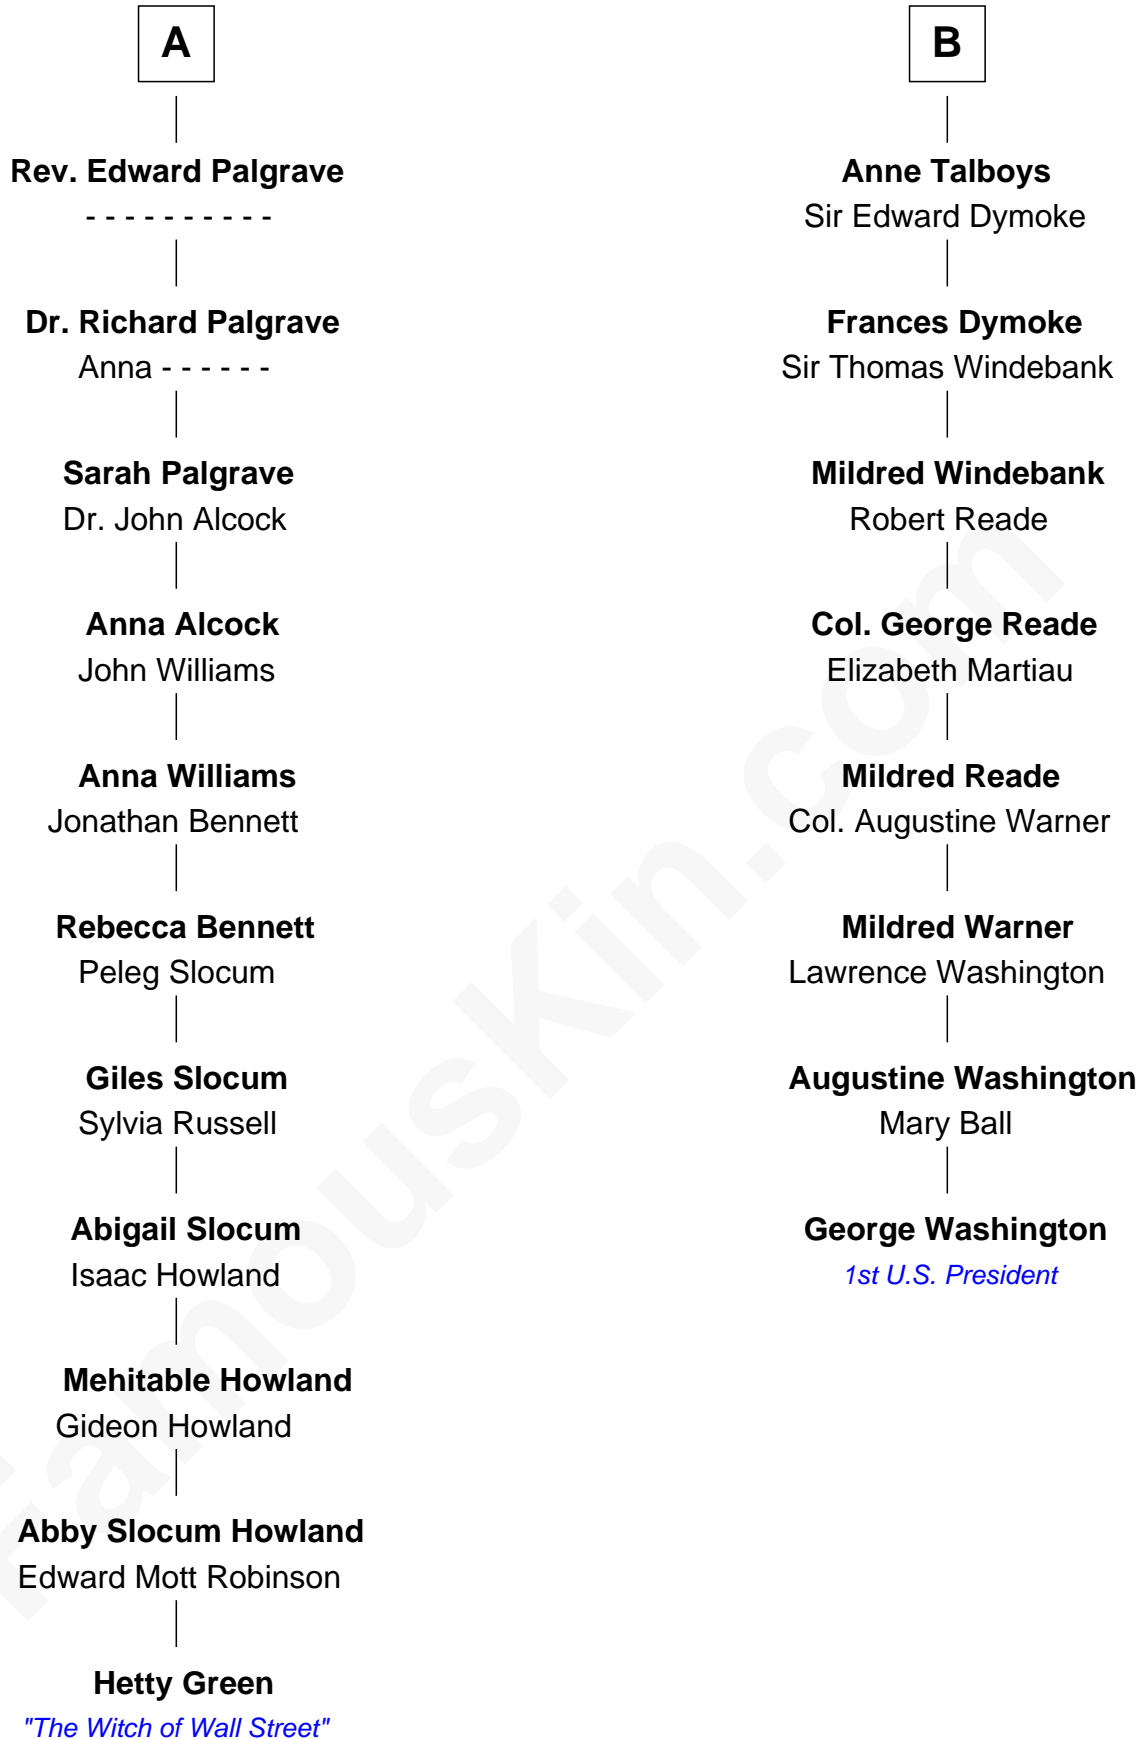 A
Rev. Edward Palgrave
- - - - - - - - - -
Dr. Richard Palgrave
Anna - - - - - -
Sarah Palgrave
Dr. John Alcock
Anna Alcock
John Williams
Anna Williams
Jonathan Bennett
Rebecca Bennett
Peleg Slocum
Giles Slocum
Sylvia Russell
Abigail Slocum
Isaac Howland
Mehitable Howland
Gideon Howland
Abby Slocum Howland
Edward Mott Robinson
Hetty Green
"The Witch of Wall Street"
B
Anne Talboys
Sir Edward Dymoke
Frances Dymoke
Sir Thomas Windebank
Mildred Windebank
Robert Reade
Col. George Reade
Elizabeth Martiau
Mildred Reade
Col. Augustine Warner
Mildred Warner
Lawrence Washington
Augustine Washington
Mary Ball
George Washington
1st U.S. President
FamousKin.com